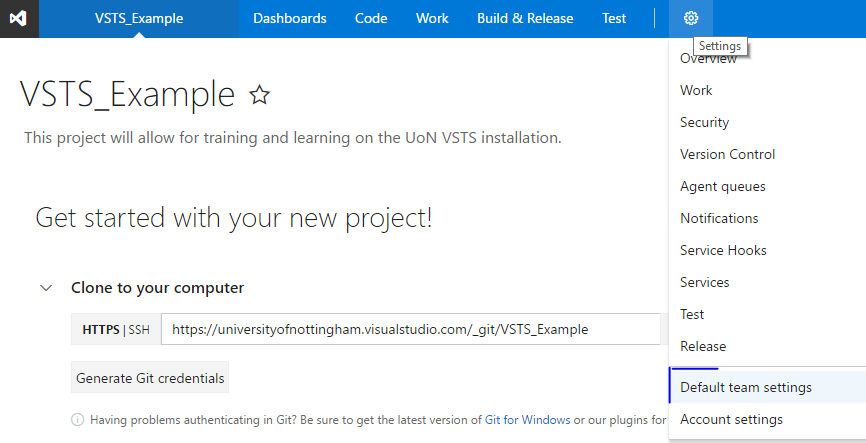 VSTS_Example Dashboards Code Work Build & Release Test
Settings
Overview
VSTS_Example
Work
This project will allow for training and learning on the UoN VSTS installation.
Security
Version Control
Agent queues
Get started with your new project!
Notifications
Service Hooks
Clone to your computer
Services
HTTPS | SSH https://universityofnottingham.visualstudio.com/_git/VSTS_Example
Test
Release
Generate Git credentials
Default team settings
Having problems authenticating in Git? Be sure to get the latest version of Git for Windows or our plugins for
Account settings